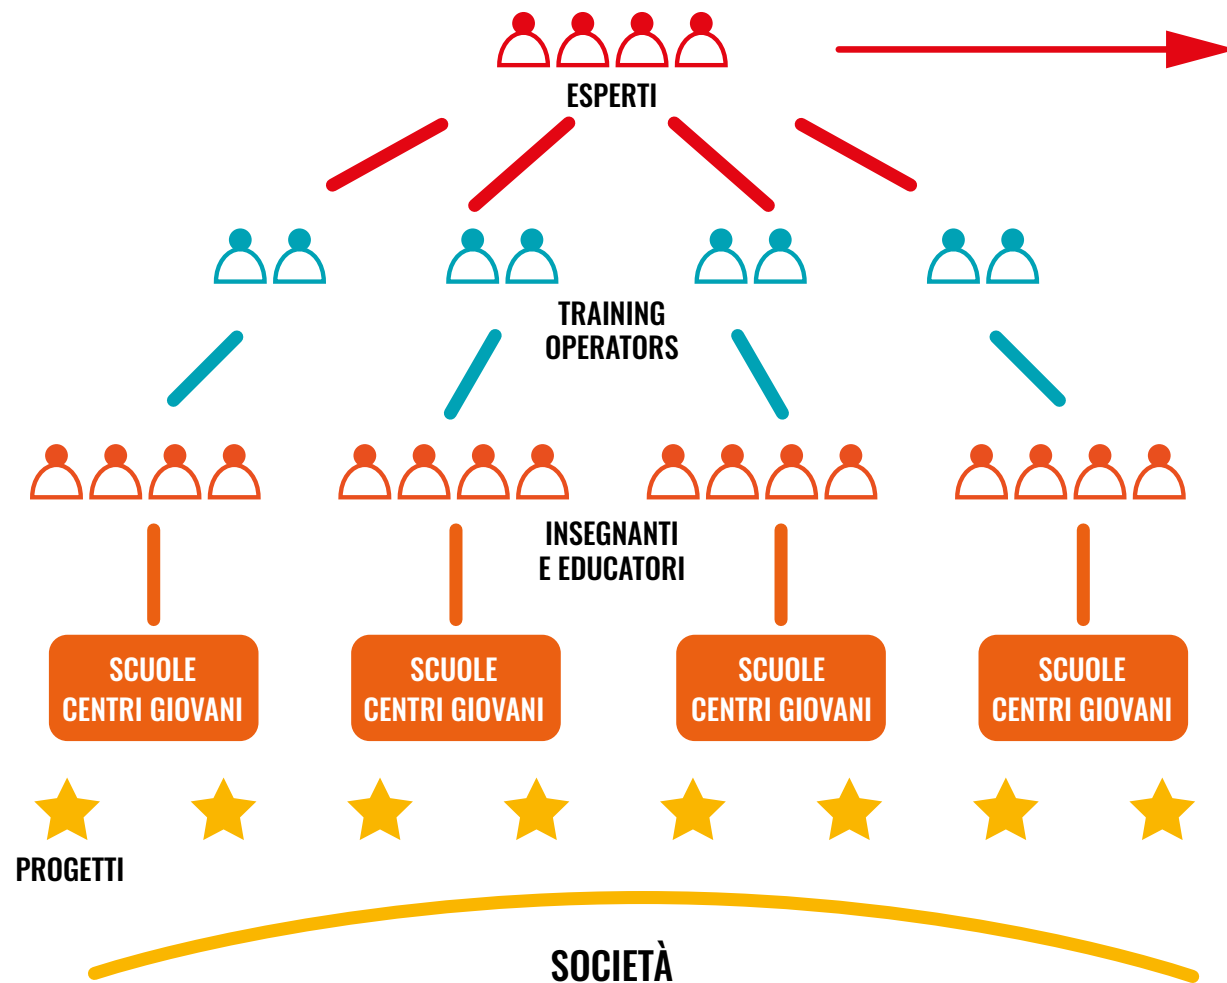 ESPERTI
TRAINING
OPERATORS
INSEGNANTI
E EDUCATORI
SCUOLE
CENTRI GIOVANI
SCUOLE
CENTRI GIOVANI
SCUOLE
CENTRI GIOVANI
SCUOLE
CENTRI GIOVANI
PROGETTI
SOCIETÀ